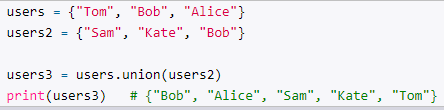 users = {"Tom", "Bob", "Alice"}
users2 = {"Sam", "Kate", "Bob"}
users3 = users.union(users2)
print(users3)   # {"Bob", "Alice", "Sam", "Kate", "Tom"}